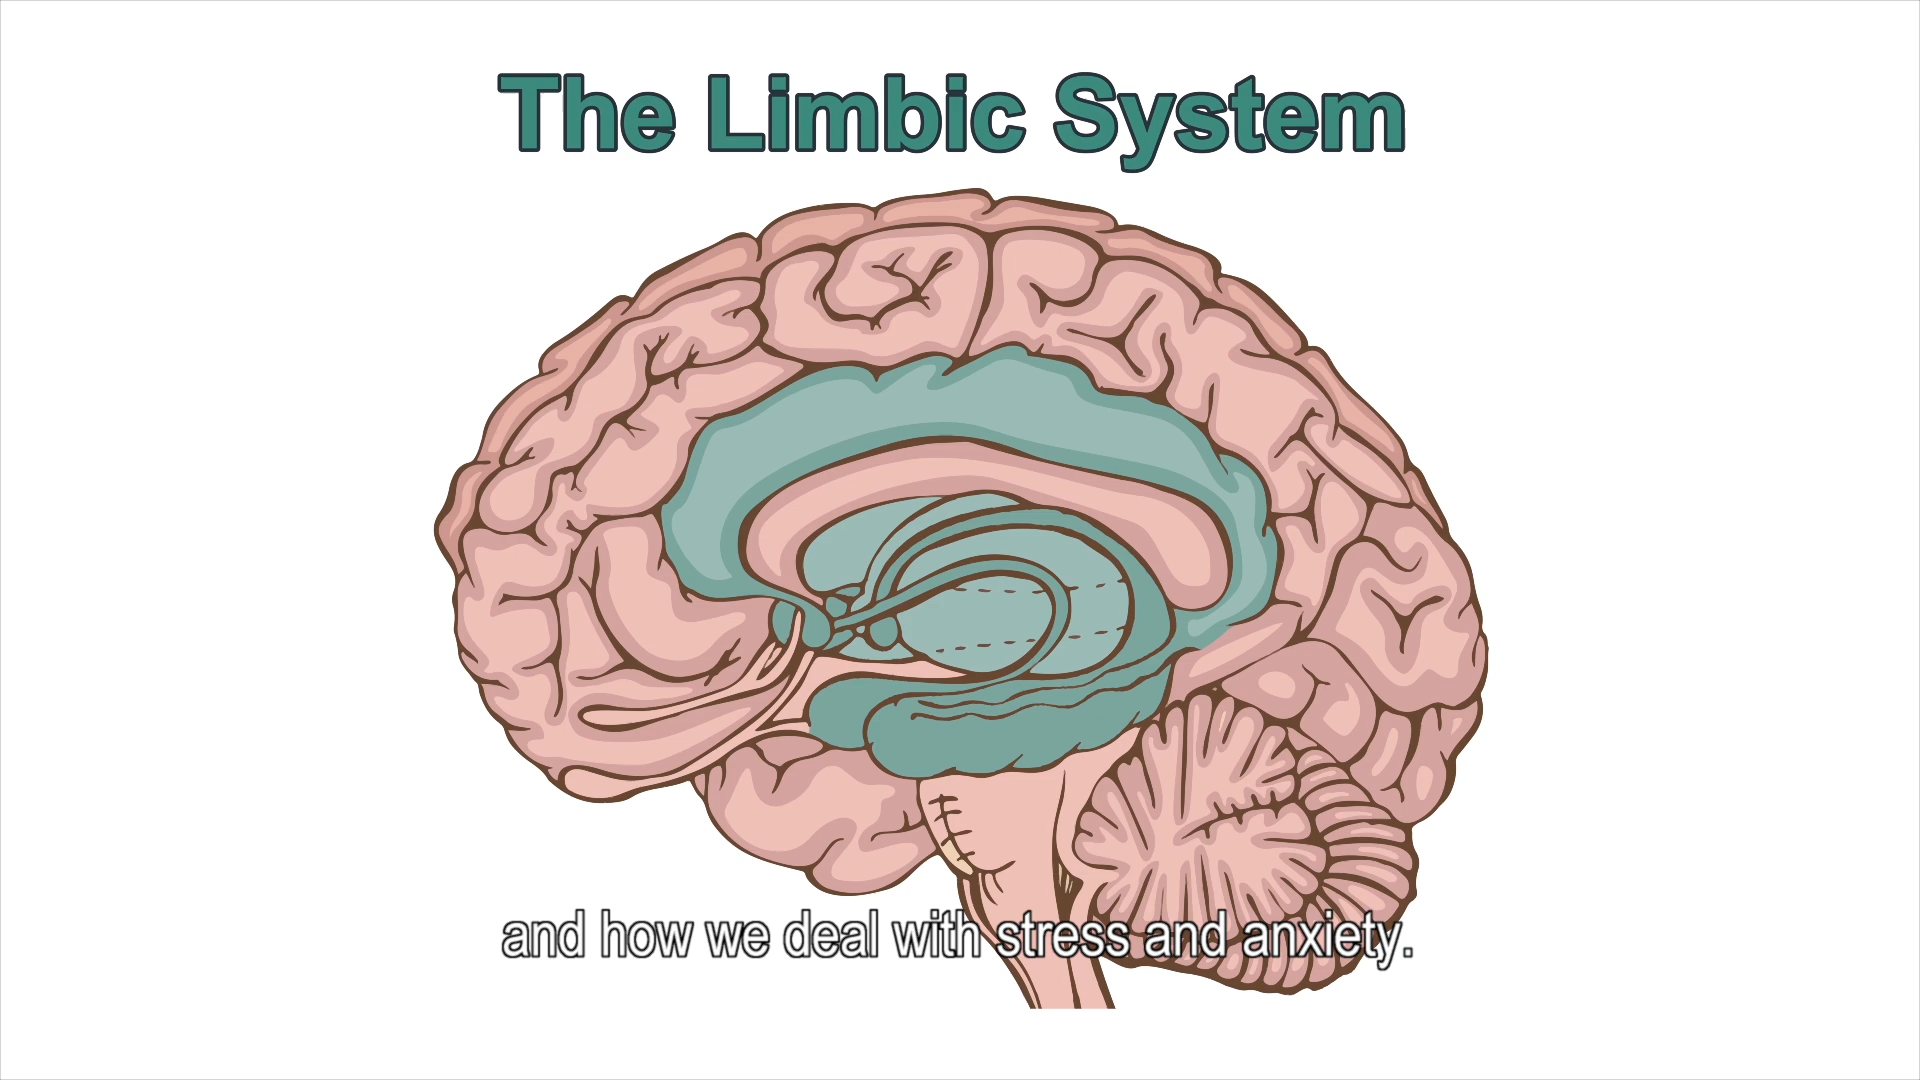 The Limbic System
and how we deal with stress and anxiety.